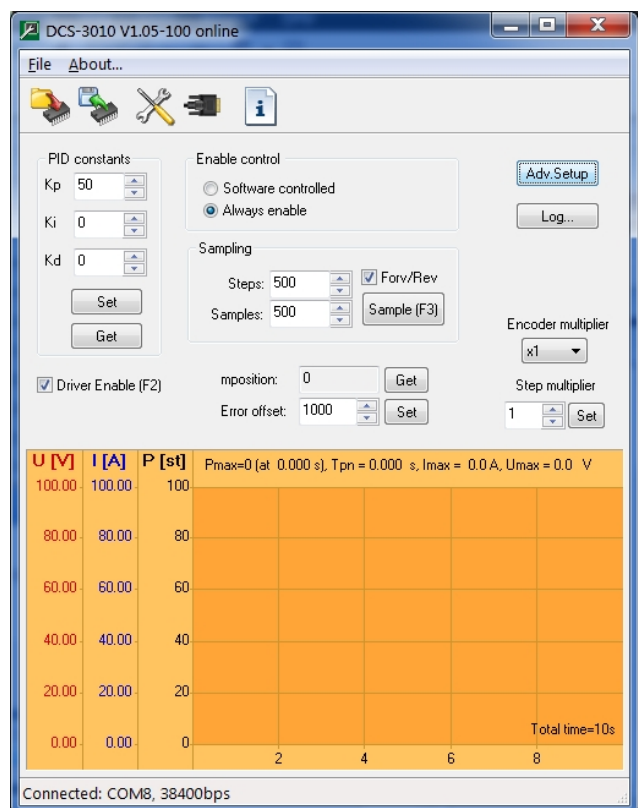 DCS-3010 V1.05-100 online
File About...
PID constants
Kp 50
Ki 0
Kd 0
Set
Get
Enable control
Software controlled
Always enable
Adv.Setup
Log...
Sampling
Steps: 500
Forv/Rev
Samples: 500
Sample (F3)
Encoder multiplier
x1
Driver Enable (F2)
mposition: 0 Get
Error offset: 1000 Set
Step multiplier
1 Set
U [V] I [A] P [st] Pmax=0 (at 0.000 s), Tpn = 0.000 s, Imax = 0.0 A, Umax = 0.0 V
100.00 100.00 100
80.00 80.00 80
60.00 60.00 60
40.00 40.00 40
20.00 20.00 20
Total time=10s
0.00 0.00 0
2 4 6 8
Connected: COM8, 38400bps